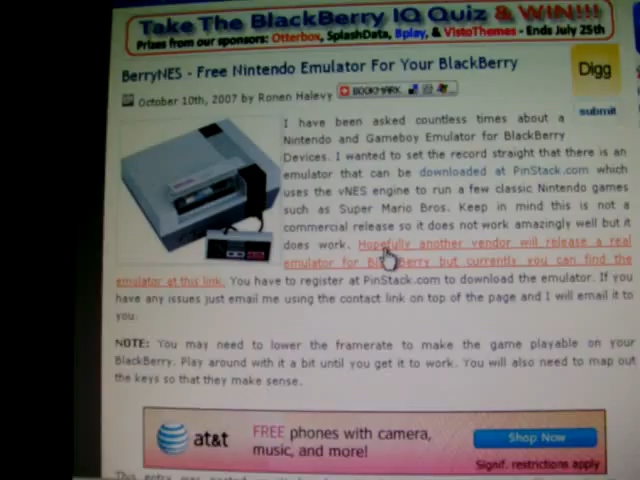 Take The BlackBerry IQ Quiz & WIN!!!
Prizes from our sponsors: Otterbox, SplashData, Bplay, & VistoThemes - Ends July 25th
BerryNES - Free Nintendo Emulator For Your BlackBerry
Digg
submit
October 10th, 2007 by Ronen Halevy BOOKMARK
I have been asked countless times about a
Nintendo and Gameboy Emulator for BlackBerry
Devices. I wanted to set the record straight that there is an
emulator that can be downloaded at PinStack.com which
uses the vNES engine to run a few classic Nintendo games
such as Super Mario Bros. Keep in mind this is not a
commercial release so it does not work amazingly well but it
does work. Hopefully another vendor will release a real
emulator for BlackBerry but currently you can find the
emulator at this link. You have to register at PinStack.com to download the emulator. If you
have any issues just email me using the contact link on top of the page and I will email it to
you.
NOTE: You may need to lower the framerate to make the game playable on your
BlackBerry. Play around with it a bit until you get it to work. You will also need to map out
the keys so that they make sense.
at&t
FREE phones with camera,
music, and more!
Shop Now
Signif. restrictions apply
This entry was posted